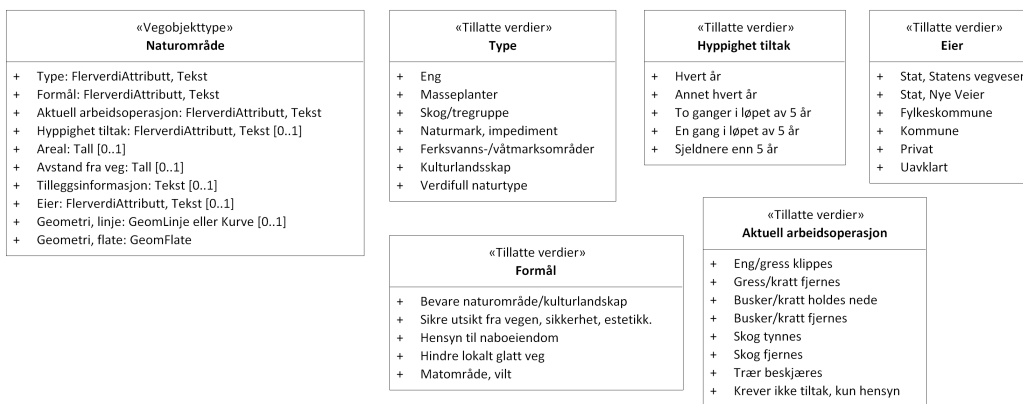 «Vegobjekttype»
Naturområde
+ Type: FlerverdiAttributt, Tekst
+ Formål: FlerverdiAttributt, Tekst
+ Aktuell arbeidsoperasjon: FlerverdiAttributt, Tekst
+ Hyppighet tiltak: FlerverdiAttributt, Tekst [0..1]
+ Areal: Tall [0..1]
+ Avstand fra veg: Tall [0..1]
+ Tilleggsinformasjon: Tekst [0..1]
+ Eier: FlerverdiAttributt, Tekst [0..1]
+ Geometri, linje: GeomLinje eller Kurve [0..1]
+ Geometri, flate: GeomFlate
«Tillatte verdier»
Type
+ Eng
+ Masseplanter
+ Skog/tregruppe
+ Naturmark, impediment
+ Ferksvanns-/våtmarksområder
+ Kulturlandsskap
+ Verdifull naturtype
«Tillatte verdier»
Hyppighet tiltak
+ Hvert år
+ Annet hvert år
+ To ganger i løpet av 5 år
+ En gang i løpet av 5 år
+ Sjeldnere enn 5 år
«Tillatte verdier»
Eier
+ Stat, Statens vegvesen
+ Stat, Nye Veier
+ Fylkeskommune
+ Kommune
+ Privat
+ Uavklart
«Tillatte verdier»
Formål
+ Bevare naturområde/kulturlandskap
+ Sikre utsikt fra vegen, sikkerhet, estetikk.
+ Hensyn til naboeiendom
+ Hindre lokalt glatt veg
+ Matområde, vilt
«Tillatte verdier»
Aktuell arbeidsoperasjon
+ Eng/gress klippes
+ Gress/kratt fjernes
+ Busker/kratt holdes nede
+ Busker/kratt fjernes
+ Skog tynnes
+ Skog fjernes
+ Trær beskjæres
+ Krever ikke tiltak, kun hensyn